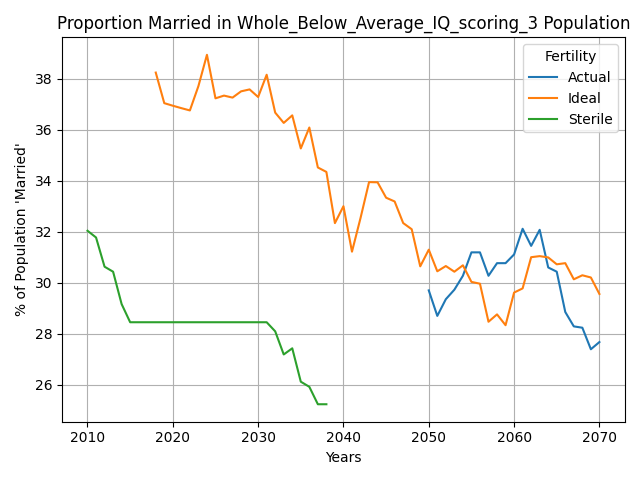 Proportion Married in Whole_Below_Average_IQ_scoring_3 Population
Fertility
Actual
Ideal
Sterile
% of Population 'Married'
38
36
34
32
30
28
26
2010 2020 2030 2040 2050 2060 2070
Years